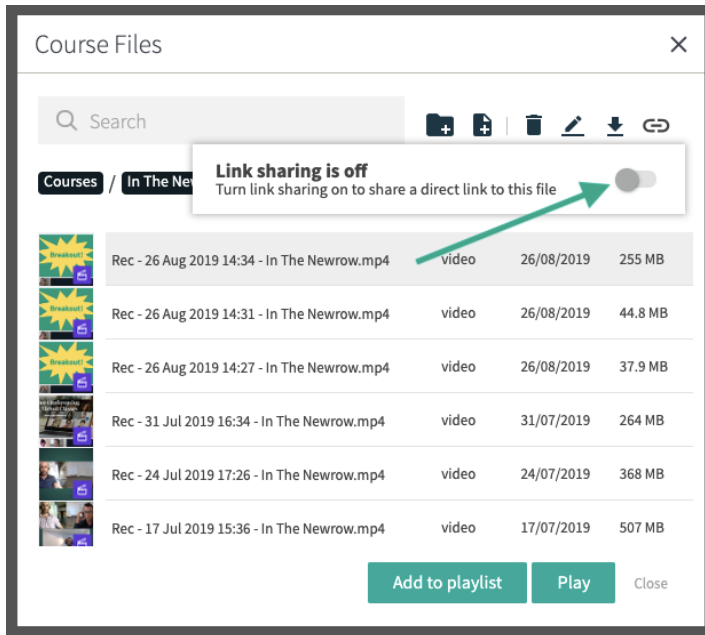 Course Files
Search
Link sharing is off
Turn link sharing on to share a direct link to this file
Courses / In The
Breakout!
Rec - 26 Aug 2019 14:34 - In The Newrow.mp4 video 26/08/2019 255 MB
Breakout!
Rec - 26 Aug 2019 14:31 - In The Newrow.mp4 video 26/08/2019 44.8 MB
Breakout!
Rec - 26 Aug 2019 14:27 - In The Newrow.mp4 video 26/08/2019 37.9 MB
Rec - 31 Jul 2019 16:34 - In The Newrow.mp4 video 31/07/2019 264 MB
Rec - 24 Jul 2019 17:26 - In The Newrow.mp4 video 24/07/2019 368 MB
Rec - 17 Jul 2019 15:36 - In The Newrow.mp4 video 17/07/2019 507 MB
Add to playlist Play Close